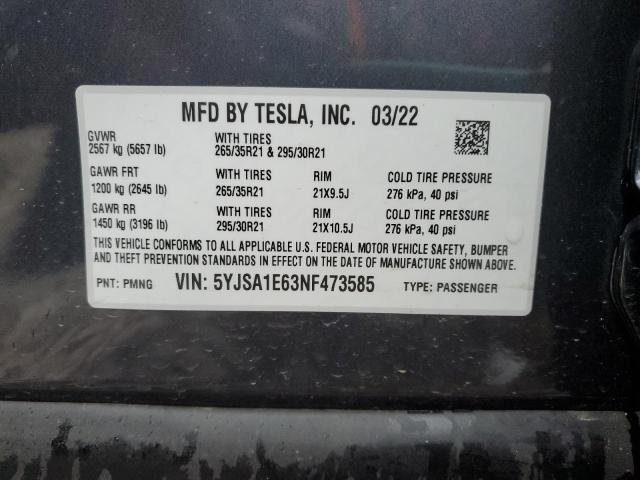 MFD BY TESLA, INC. 03/22
GVWR WITH TIRES
2567 kg (5657 lb) 265/35R21 & 295/30R21
GAWR FRT WITH TIRES RIM COLD TIRE PRESSURE
1200 kg (2645 lb) 265/35R21 21X9.5J 276 kPa, 40 psi
GAWR RR WITH TIRES RIM COLD TIRE PRESSURE
1450 kg (3196 lb) 295/30R21 21X10.5J 276 kPa, 40 psi
THIS VEHICLE CONFORMS TO ALL APPLICABLE U.S. FEDERAL MOTOR VEHICLE SAFETY, BUMPER
AND THEFT PREVENTION STANDARDS IN EFFECT ON THE DATE OF MANUFACTURE SHOWN ABOVE.
PNT: PMNG VIN: 5YJSA1E63NF473585 TYPE: PASSENGER